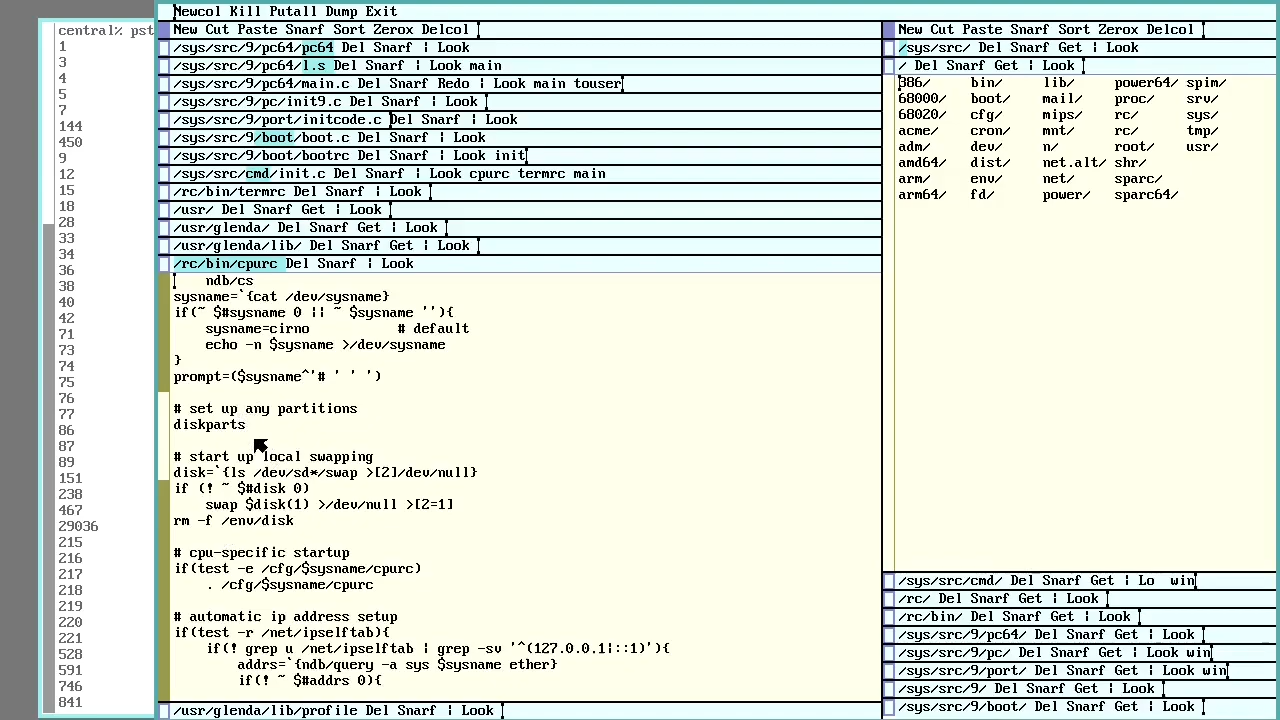 central% pst
1
3
4
5
7
144
450
9
12
15
18
28
33
34
36
38
40
42
71
73
74
75
76
77
86
87
89
151
238
467
29036
215
216
217
218
219
220
221
528
591
746
841
Newcol Kill Putall Dump Exit
New Cut Paste Snarf Sort Zerox Delcol
/sys/src/9/pc64/pc64 Del Snarf | Look
/sys/src/9/pc64/l.s Del Snarf | Look main
/sys/src/9/pc64/main.c Del Snarf Redo | Look main touser
/sys/src/9/pc/init9.c Del Snarf | Look
/sys/src/9/port/initcode.c Del Snarf | Look
/sys/src/9/boot/boot.c Del Snarf | Look
/sys/src/9/boot/bootrc Del Snarf | Look init
/sys/src/cmd/init.c Del Snarf | Look cpurc termrc main
/rc/bin/termrc Del Snarf | Look
/usr/ Del Snarf Get | Look
/usr/glenda/ Del Snarf Get | Look
/usr/glenda/lib/ Del Snarf Get | Look
/rc/bin/cpurc Del Snarf | Look
ndb/cs
sysname=`{cat /dev/sysname}
if(~ $#sysname 0 || ~ $sysname ''){
sysname=cirno # default
echo -n $sysname >/dev/sysname
}
prompt=($sysname^'# ' ' ')
# set up any partitions
diskparts
# start up local swapping
disk=`{ls /dev/sd*/swap >[2]/dev/null}
if (! ~ $#disk 0)
swap $disk(1) >/dev/null >[2=1]
rm -f /env/disk
# cpu-specific startup
if(test -e /cfg/$sysname/cpurc)
. /cfg/$sysname/cpurc
# automatic ip address setup
if(test -r /net/ipselftab){
if(! grep u /net/ipselftab | grep -sv '^(127.0.0.1|::1)'){
addrs=`{ndb/query -a sys $sysname ether}
if(! ~ $#addrs 0){
/usr/glenda/lib/profile Del Snarf | Look
New Cut Paste Snarf Sort Zerox Delcol
/sys/src/ Del Snarf Get | Look
/ Del Snarf Get | Look
386/ bin/ lib/ power64/ spim/
68000/ boot/ mail/ proc/ srv/
68020/ cfg/ mips/ rc/ sys/
acme/ cron/ mnt/ rc/ tmp/
adm/ dev/ n/ root/ usr/
amd64/ dist/ net.alt/ shr/
arm/ env/ net/ sparc/
arm64/ fd/ power/ sparc64/
/sys/src/cmd/ Del Snarf Get | Lo win
/rc/ Del Snarf Get | Look
/rc/bin/ Del Snarf Get | Look
/sys/src/9/pc64/ Del Snarf Get | Look
/sys/src/9/pc/ Del Snarf Get | Look win
/sys/src/9/port/ Del Snarf Get | Look win
/sys/src/9/ Del Snarf Get | Look
/sys/src/9/boot/ Del Snarf Get | Look